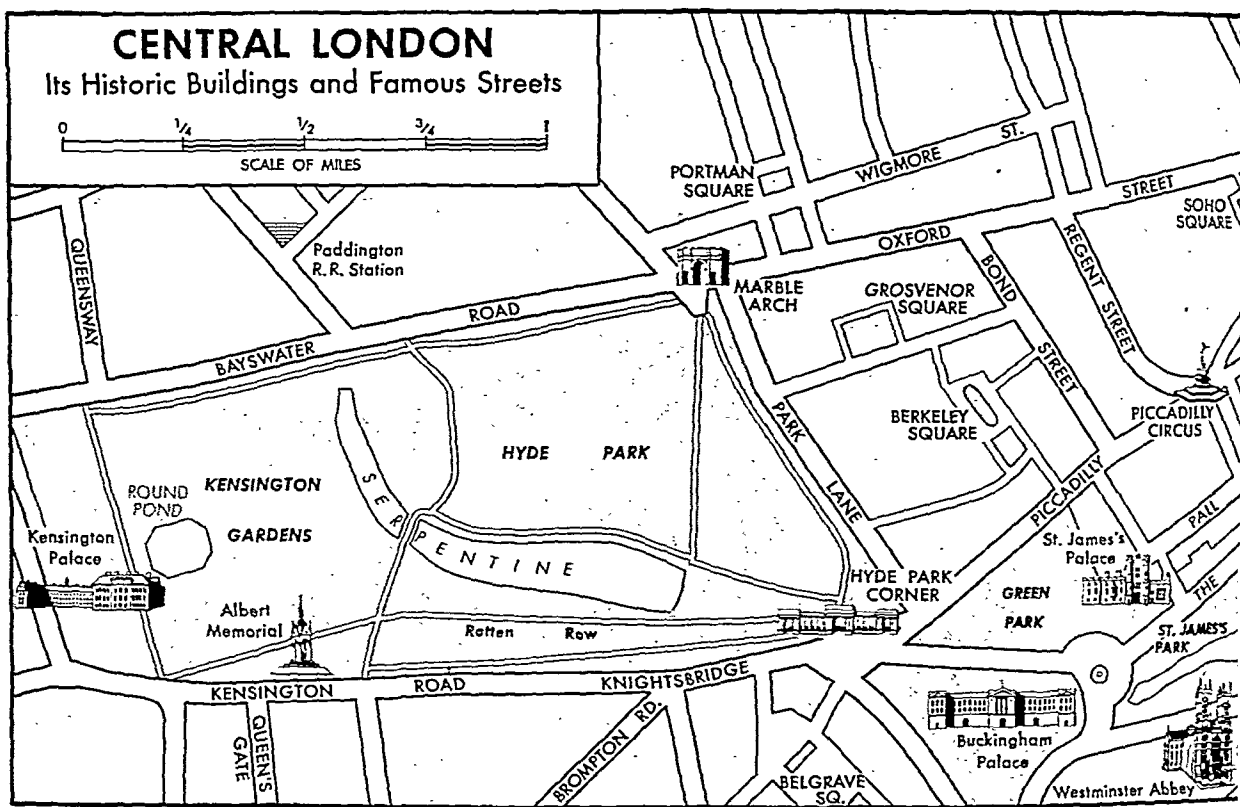 CENTRAL LONDON
Its Historic Buildings and Famous Streets
0 1/4 1/2 3/4 1
SCALE OF MILES
PORTMAN
SQUARE
WIGMORE ST.
OXFORD STREET
SOHO
SQUARE
QUEENSWAY
Paddington
R.R. Station
MARBLE
ARCH
GROSVENOR
SQUARE
BOND STREET
REGENT STREET
BAYSWATER ROAD
PICCADILLY
CIRCUS
BERKELEY
SQUARE
PARK LANE
HYDE PARK
KENSINGTON
GARDENS
ROUND
POND
SERPENTINE
PICCADILLY
PALL
Kensington
Palace
St. James's
Palace
HYDE PARK
CORNER
GREEN
PARK
THE
Albert
Memorial
Rotten Row
ST. JAMES'S
PARK
KENSINGTON ROAD
KNIGHTSBRIDGE
QUEEN'S
GATE
BROMPTON RD.
BELGRAVE
SQ.
Buckingham
Palace
Westminster Abbey